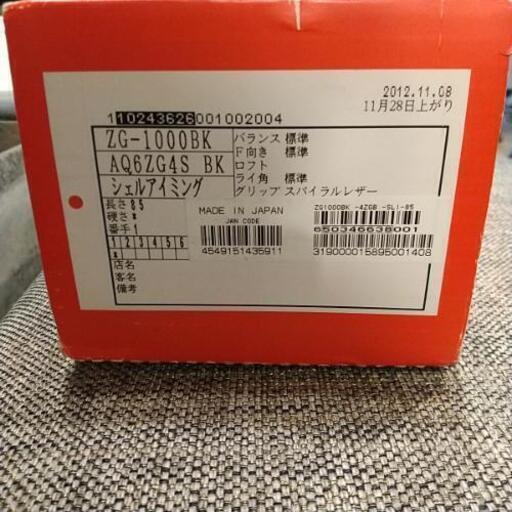 2012.11.08
11月28日上がり
110243626001002004
ZG-1000BK
AQ6ZG4S BK
シェルアイミング
長さ85
硬さ*
番手1
1 2 3 4 5 6
*
店名
客名
備考
バランス 標準
F向き 標準
ロフト
ライ角 標準
グリップ スパイラルレザー
MADE IN JAPAN
JAN CODE
4549151435911
ZG1000BK -4ZGB -SLI-85
650346638001
3190000015895001408